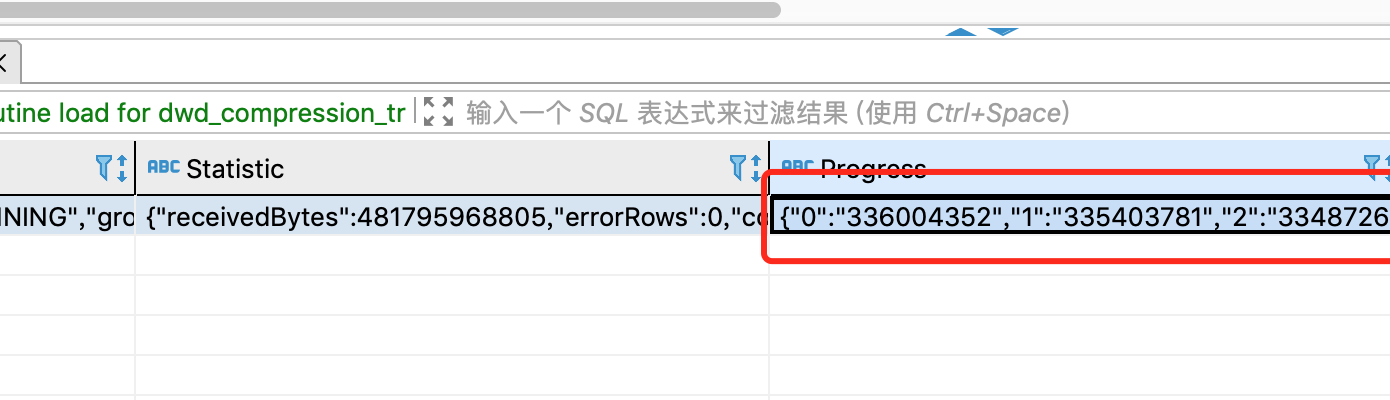 utine load for dwd_compression_tr 输入一个 SQL 表达式来过滤结果 (使用 Ctrl+Space)
ABC Statistic ABC Progress
NING","gro {"receivedBytes":481795968805,"errorRows":0,"co {"0":"336004352","1":"335403781","2":"3348726